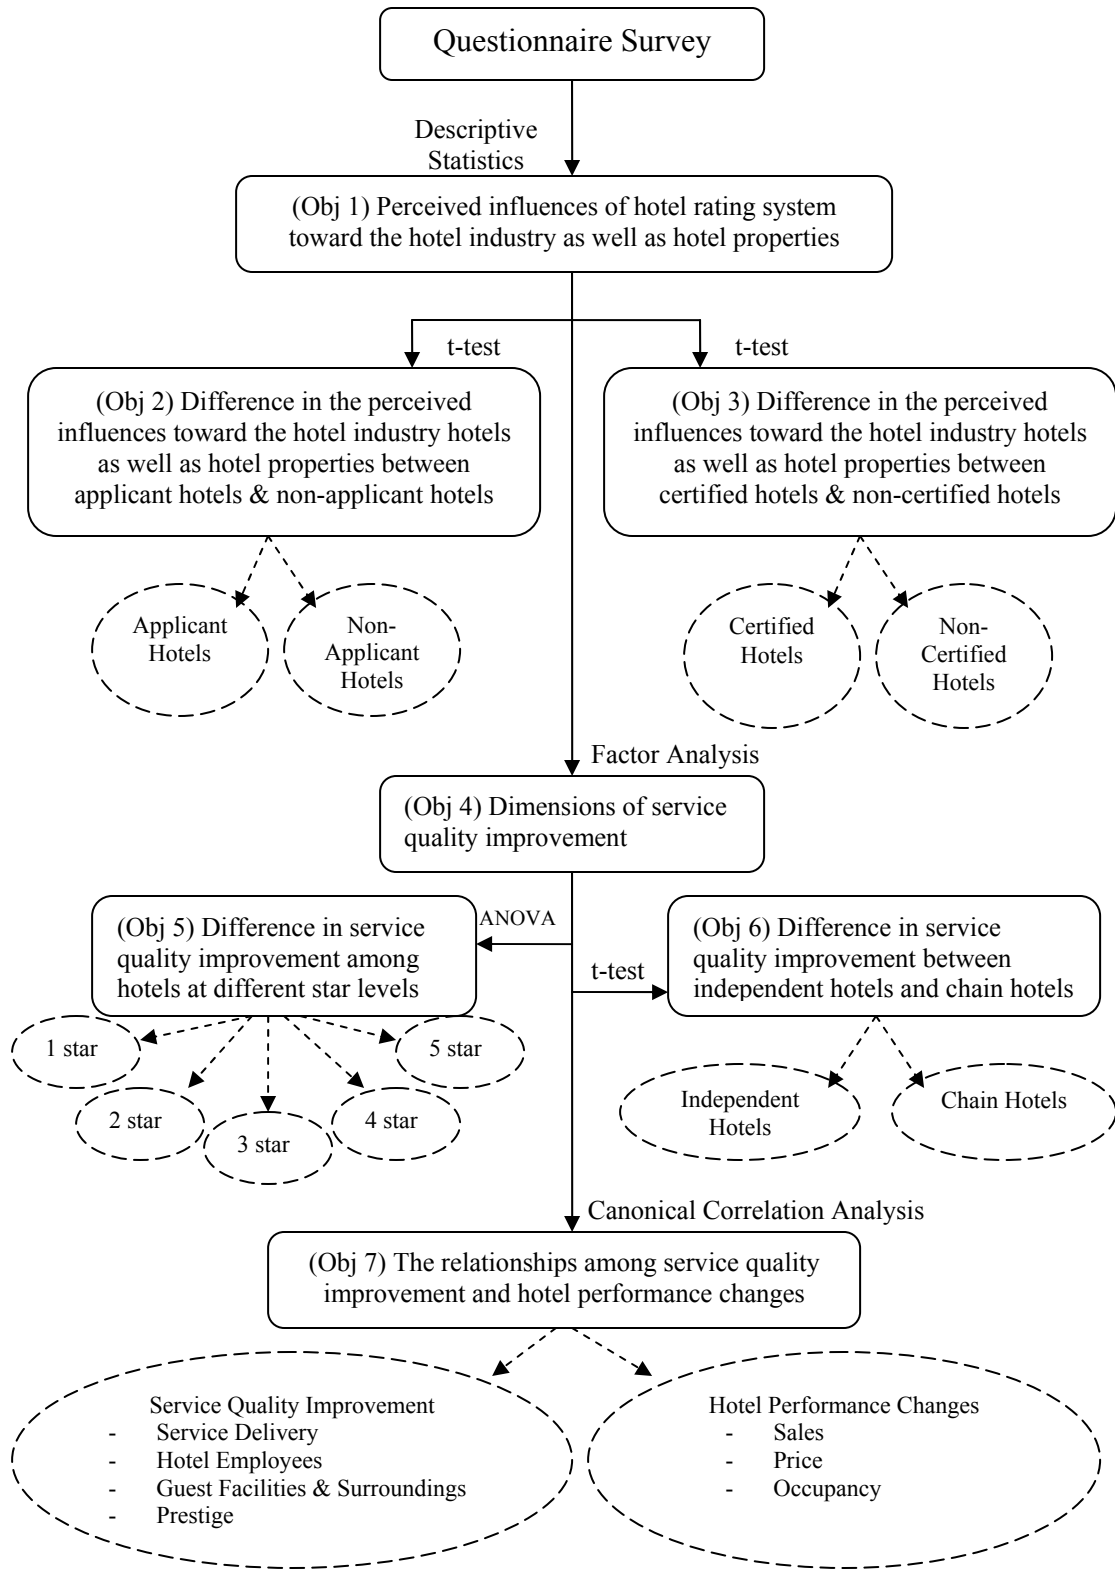 Questionnaire Survey
Descriptive
Statistics
(Obj 1) Perceived influences of hotel rating system
toward the hotel industry as well as hotel properties
t-test
t-test
(Obj 2) Difference in the perceived
influences toward the hotel industry hotels
as well as hotel properties between
applicant hotels & non-applicant hotels
(Obj 3) Difference in the perceived
influences toward the hotel industry hotels
as well as hotel properties between
certified hotels & non-certified hotels
Applicant
Hotels
Non-
Applicant
Hotels
Certified
Hotels
Non-
Certified
Hotels
Factor Analysis
(Obj 4) Dimensions of service
quality improvement
(Obj 5) Difference in service
quality improvement among
hotels at different star levels
ANOVA
t-test
(Obj 6) Difference in service
quality improvement between
independent hotels and chain hotels
1 star
2 star
3 star
4 star
5 star
Independent
Hotels
Chain Hotels
Canonical Correlation Analysis
(Obj 7) The relationships among service quality
improvement and hotel performance changes
Service Quality Improvement
- Service Delivery
- Hotel Employees
- Guest Facilities & Surroundings
- Prestige
Hotel Performance Changes
- Sales
- Price
- Occupancy